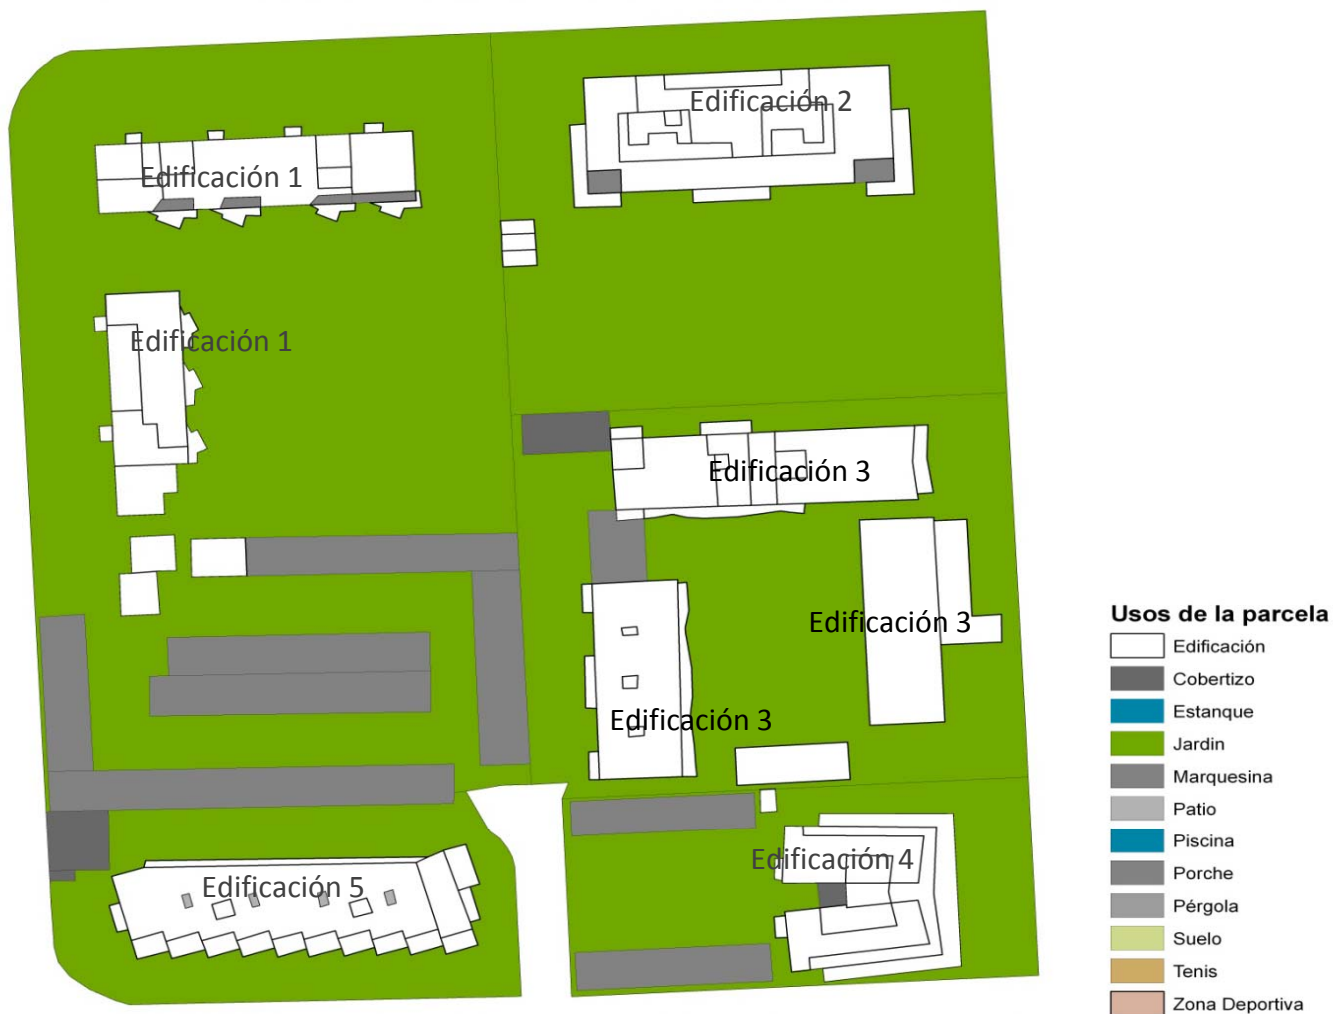 Edificación 2
Edificación 1
Edificación 1
Edificación 3
Edificación 3
Edificación 3
Edificación 4
Edificación 5
Usos de la parcela
Edificación
Cobertizo
Estanque
Jardin
Marquesina
Patio
Piscina
Porche
Pérgola
Suelo
Tenis
Zona Deportiva